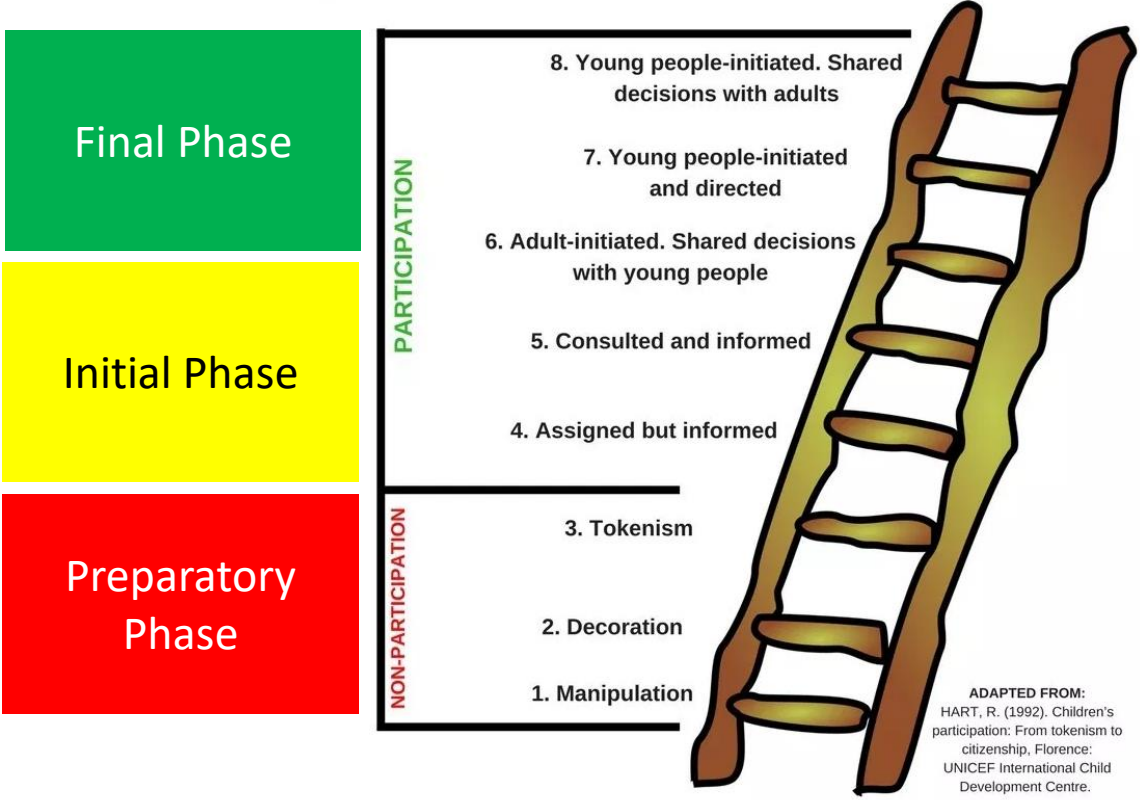 Final Phase
Initial Phase
Preparatory
Phase
PARTICIPATION
NON-PARTICIPATION
8. Young people-initiated. Shared
decisions with adults
7. Young people-initiated
and directed
6. Adult-initiated. Shared decisions
with young people
5. Consulted and informed
4. Assigned but informed
3. Tokenism
2. Decoration
1. Manipulation
ADAPTED FROM:
HART, R. (1992). Children's
participation: From tokenism to
citizenship, Florence:
UNICEF International Child
Development Centre.